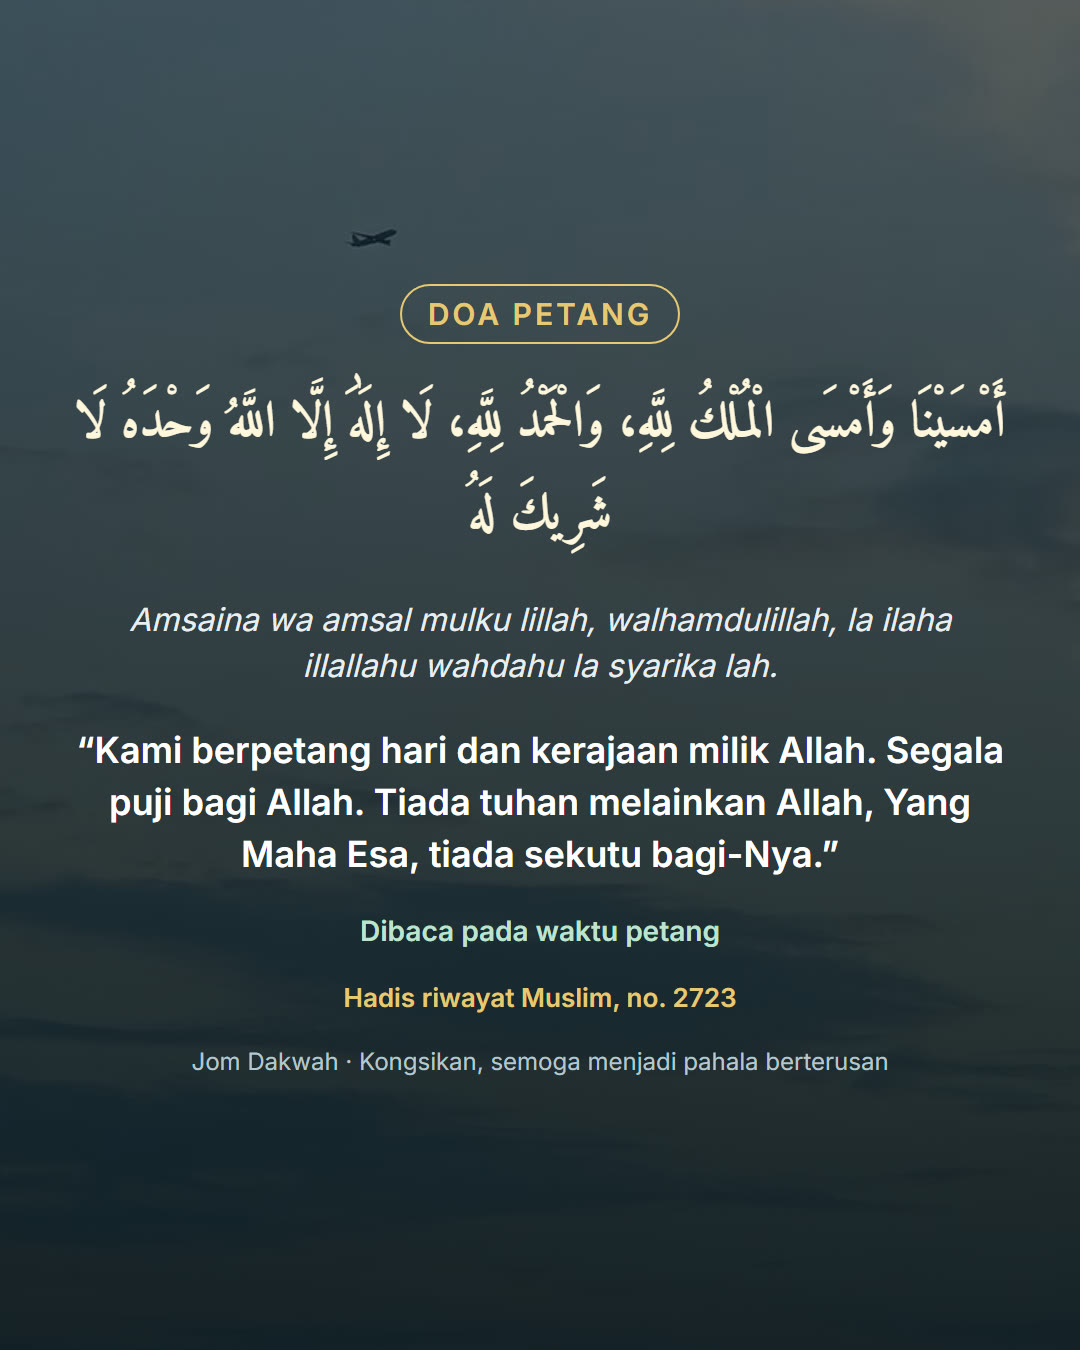 DOA PETANG
أَمْسَيْنَا وَأَمْسَى الْمُلْكُ لِلَّهِ، وَالْحَمْدُ لِلَّهِ، لَا إِلَهَ إِلَّا اللَّهُ وَحْدَهُ لَا
شَرِيكَ لَهُ
Amsaina wa amsal mulku lillah, walhamdulillah, la ilaha
illallahu wahdahu la syarika lah.
“Kami berpetang hari dan kerajaan milik Allah. Segala
puji bagi Allah. Tiada tuhan melainkan Allah, Yang
Maha Esa, tiada sekutu bagi-Nya.”
Dibaca pada waktu petang
Hadis riwayat Muslim, no. 2723
Jom Dakwah · Kongsikan, semoga menjadi pahala berterusan